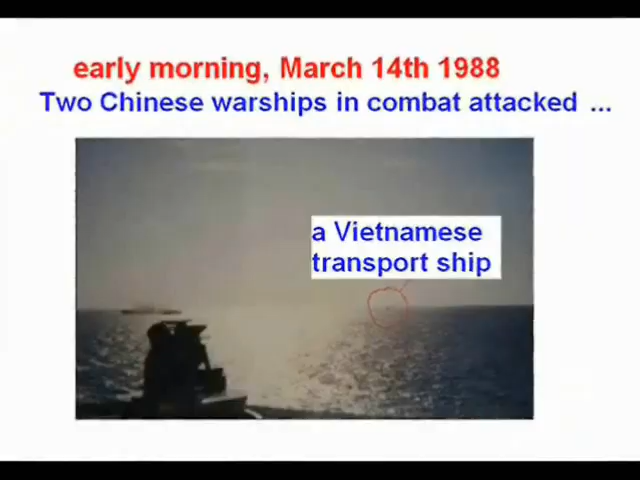 early morning, March 14th 1988
Two Chinese warships in combat attacked ...
a Vietnamese
transport ship